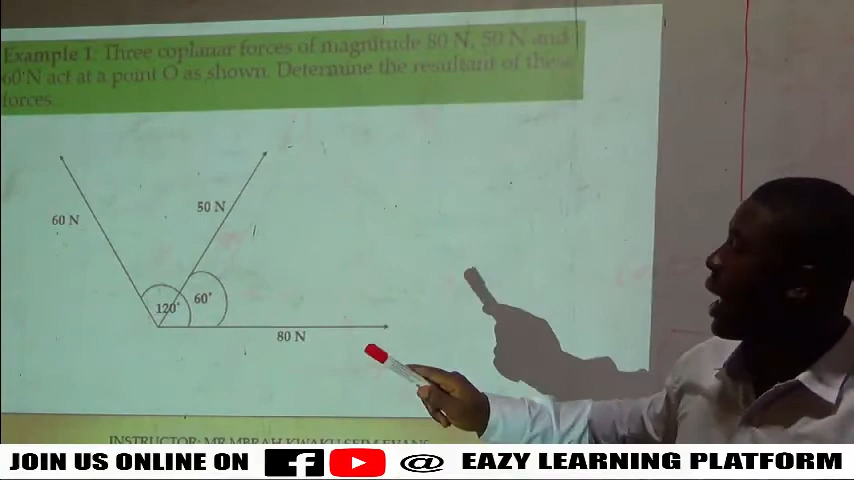 Example 1: Three coplanar forces of magnitude 80 N, 50 N and
60 N act at a point O as shown. Determine the resultant of these
forces.
60 N
50 N
120°
60°
80 N
INSTRUCTOR: MR MBRAH KWAKU SEIM EVANS
JOIN US ONLINE ON
f
@
EAZY LEARNING PLATFORM